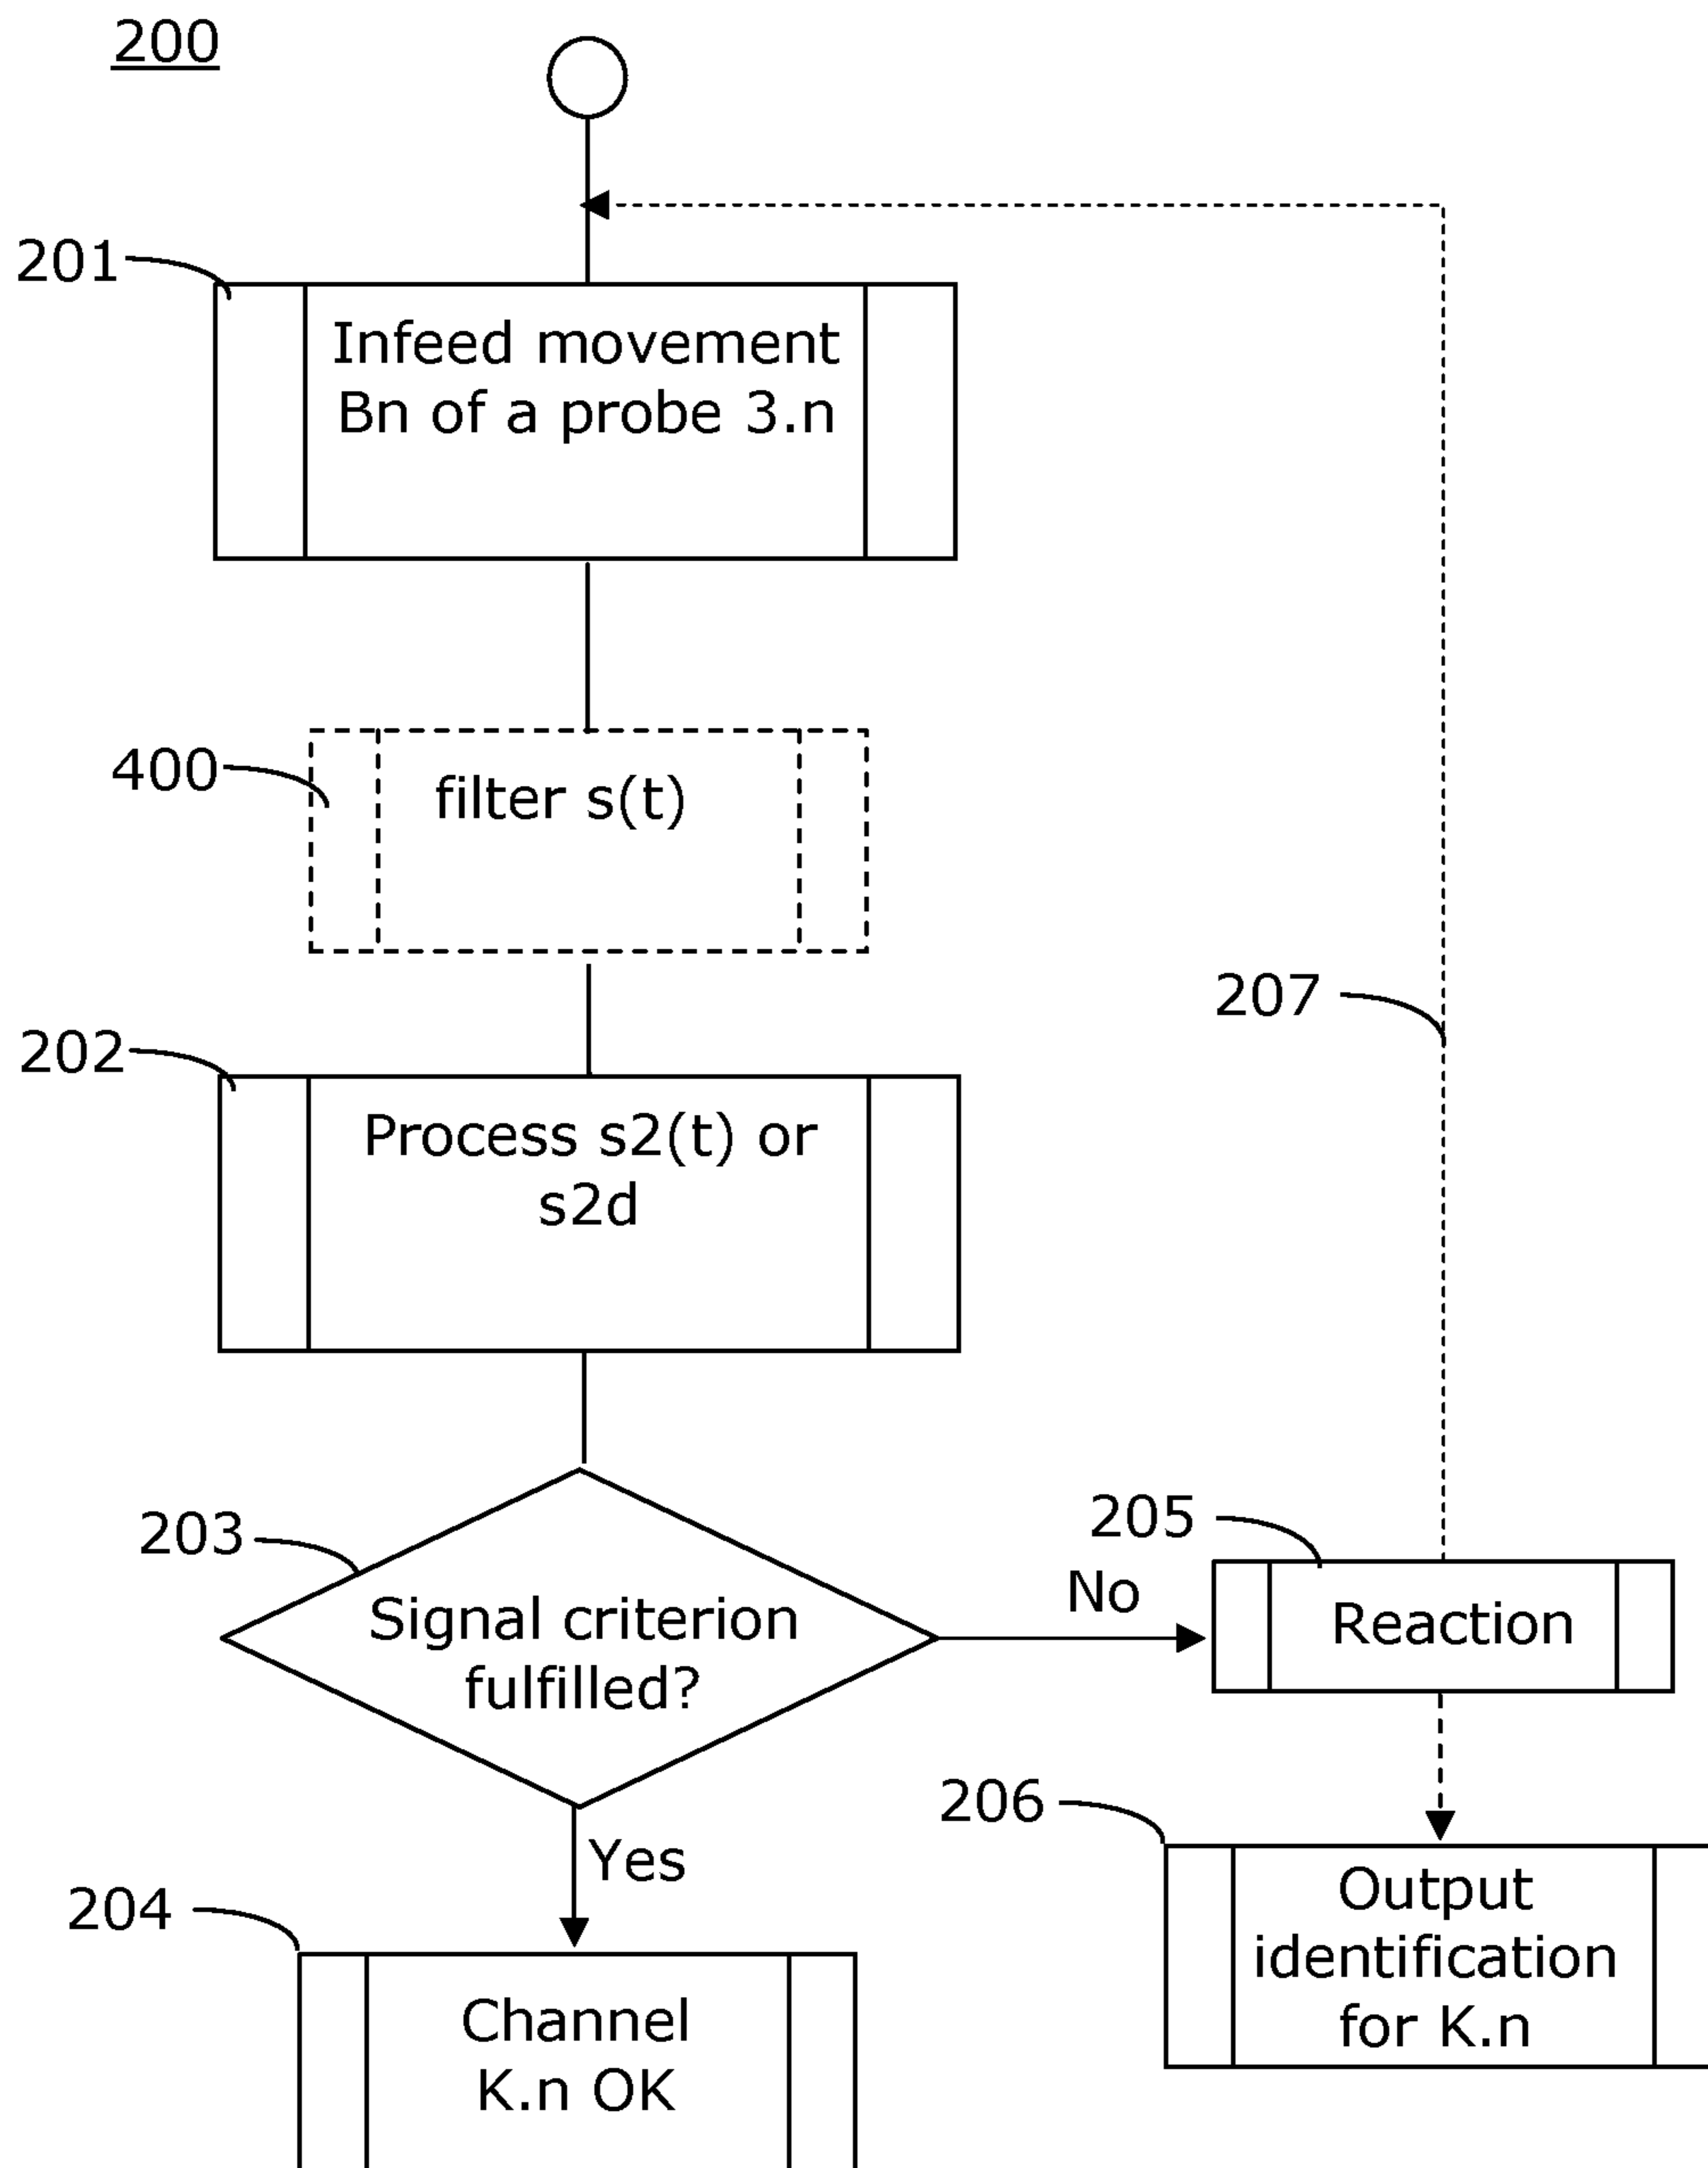 200
201
Infeed movement
Bn of a probe 3.n
400
filter s(t)
207
202
Process s2(t) or
s2d
203
Signal criterion
fulfilled?
No
205
Reaction
Yes
206
Output
identification
for K.n
204
Channel
K.n OK